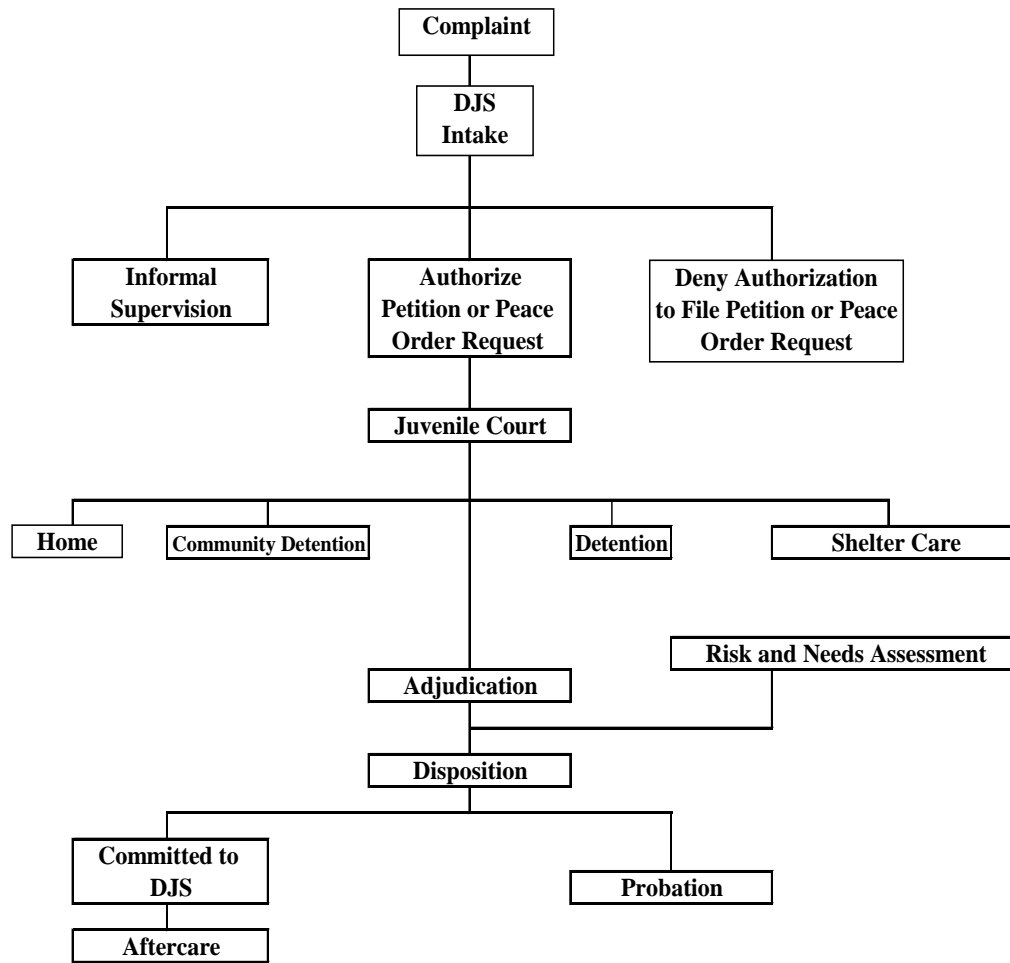 Complaint
DJS
Intake
Informal
Supervision
Authorize
Petition or Peace
Order Request
Deny Authorization
to File Petition or Peace
Order Request
Juvenile Court
Home
Community Detention
Detention
Shelter Care
Risk and Needs Assessment
Adjudication
Disposition
Committed to
DJS
Probation
Aftercare